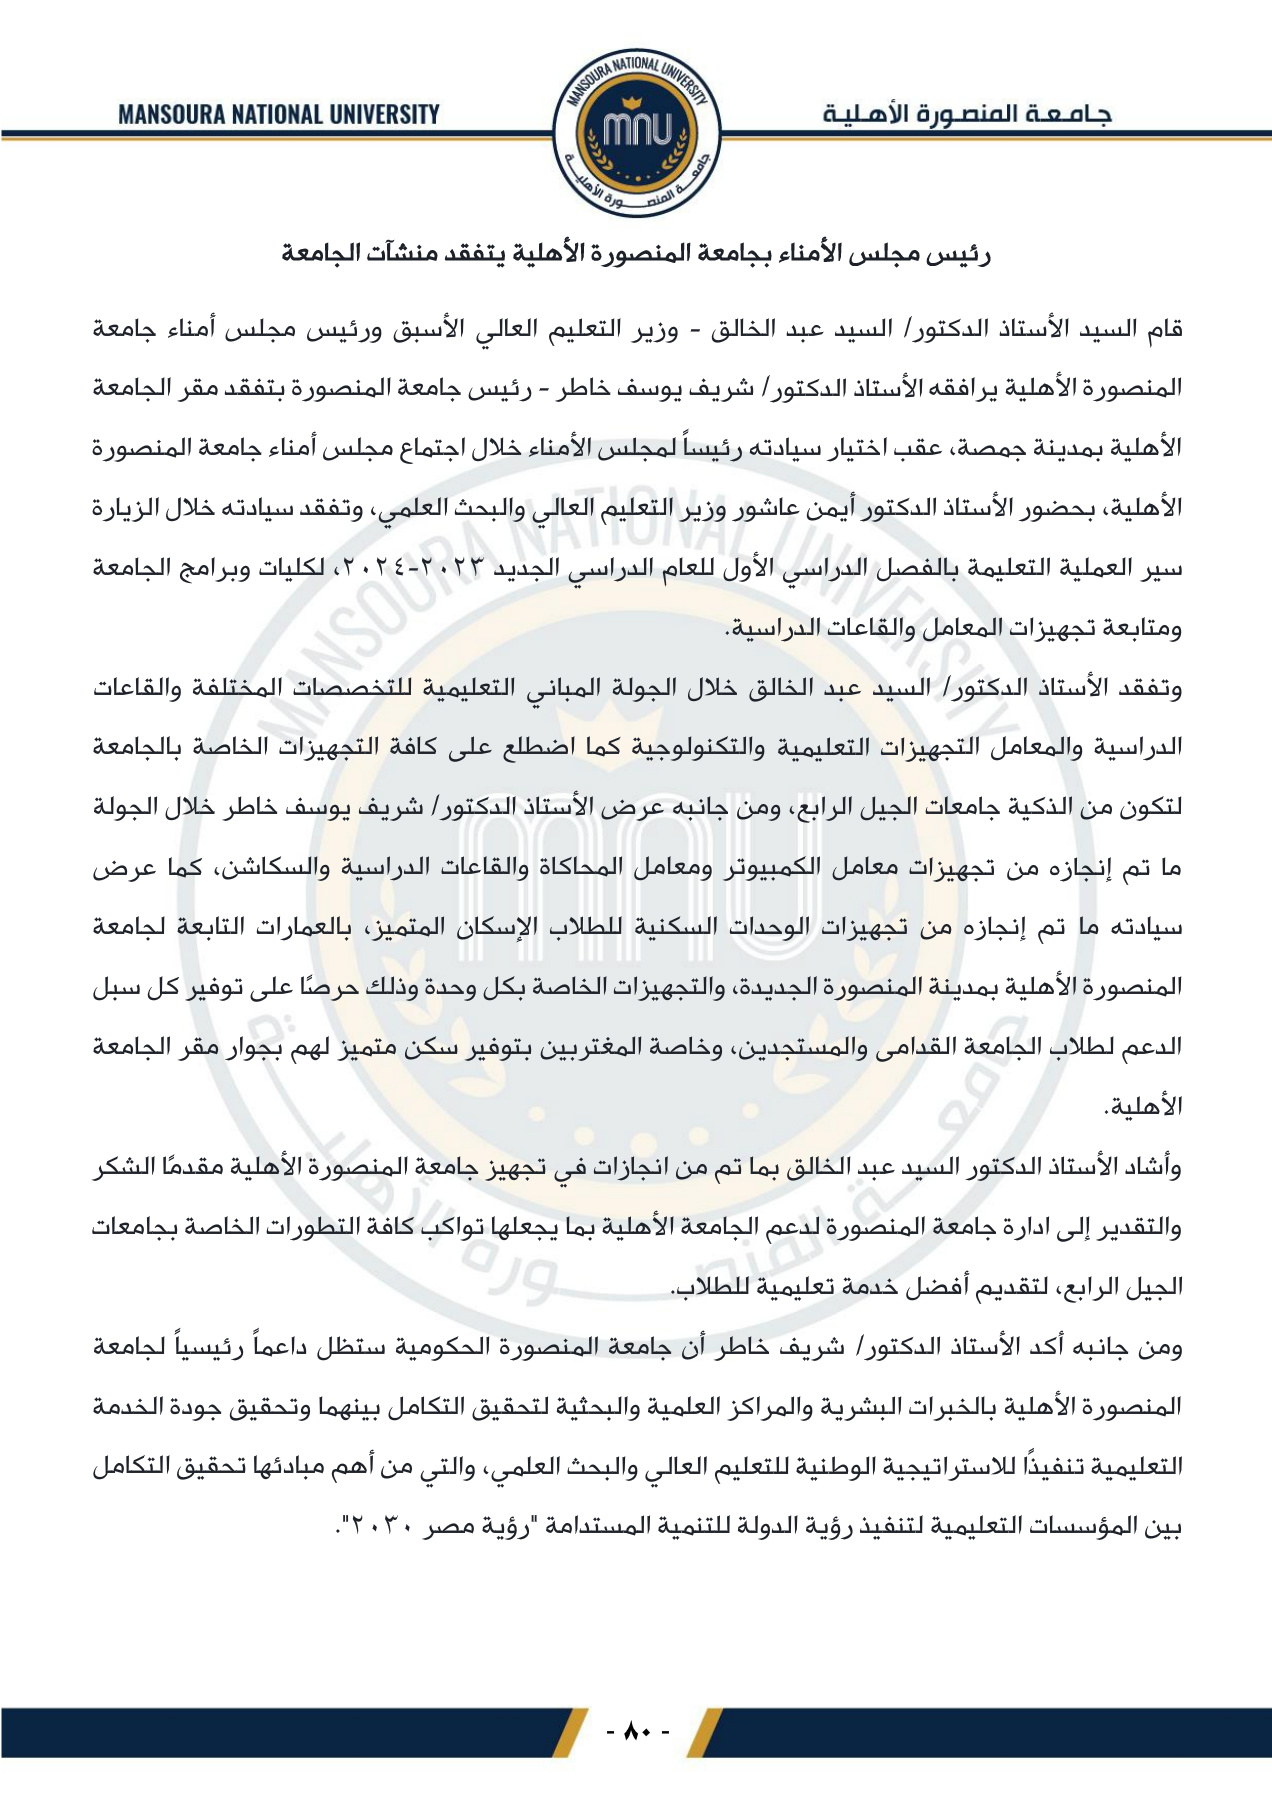 MANSOURA NATIONAL UNIVERSITY
جامعة المنصورة الأهلية
MANSOURA NATIONAL UNIVERSITY
mnu
جامعة المنصورة الأهلية
رئيس مجلس الأمناء بجامعة المنصورة الأهلية يتفقد منشآت الجامعة
قام السيد الأستاذ الدكتور/ السيد عبد الخالق - وزير التعليم العالي الأسبق ورئيس مجلس أمناء جامعة
المنصورة الأهلية يرافقه الأستاذ الدكتور/ شريف يوسف خاطر - رئيس جامعة المنصورة بتفقد مقر الجامعة
الأهلية بمدينة جمصة، عقب اختيار سيادته رئيساً لمجلس الأمناء خلال اجتماع مجلس أمناء جامعة المنصورة
الأهلية، بحضور الأستاذ الدكتور أيمن عاشور وزير التعليم العالي والبحث العلمي، وتفقد سيادته خلال الزيارة
سير العملية التعليمة بالفصل الدراسي الأول للعام الدراسي الجديد ٢٠٢٣-٢٠٢٤، لكليات وبرامج الجامعة
ومتابعة تجهيزات المعامل والقاعات الدراسية.
وتفقد الأستاذ الدكتور/ السيد عبد الخالق خلال الجولة المباني التعليمية للتخصصات المختلفة والقاعات
الدراسية والمعامل التجهيزات التعليمية والتكنولوجية كما اضطلع على كافة التجهيزات الخاصة بالجامعة
لتكون من الذكية جامعات الجيل الرابع، ومن جانبه عرض الأستاذ الدكتور/ شريف يوسف خاطر خلال الجولة
ما تم إنجازه من تجهيزات معامل الكمبيوتر ومعامل المحاكاة والقاعات الدراسية والسكاشن، كما عرض
سيادته ما تم إنجازه من تجهيزات الوحدات السكنية للطلاب الإسكان المتميز، بالعمارات التابعة لجامعة
المنصورة الأهلية بمدينة المنصورة الجديدة، والتجهيزات الخاصة بكل وحدة وذلك حرصًا على توفير كل سبل
الدعم لطلاب الجامعة القدامى والمستجدين، وخاصة المغتربين بتوفير سكن متميز لهم بجوار مقر الجامعة
الأهلية.
وأشاد الأستاذ الدكتور السيد عبد الخالق بما تم من انجازات في تجهيز جامعة المنصورة الأهلية مقدمًا الشكر
والتقدير إلى ادارة جامعة المنصورة لدعم الجامعة الأهلية بما يجعلها تواكب كافة التطورات الخاصة بجامعات
الجيل الرابع، لتقديم أفضل خدمة تعليمية للطلاب.
ومن جانبه أكد الأستاذ الدكتور/ شريف خاطر أن جامعة المنصورة الحكومية ستظل داعماً رئيسياً لجامعة
المنصورة الأهلية بالخبرات البشرية والمراكز العلمية والبحثية لتحقيق التكامل بينهما وتحقيق جودة الخدمة
التعليمية تنفيذًا للاستراتيجية الوطنية للتعليم العالي والبحث العلمي، والتي من أهم مبادئها تحقيق التكامل
بين المؤسسات التعليمية لتنفيذ رؤية الدولة للتنمية المستدامة "رؤية مصر ٢٠٣٠".
- ٨٠ -